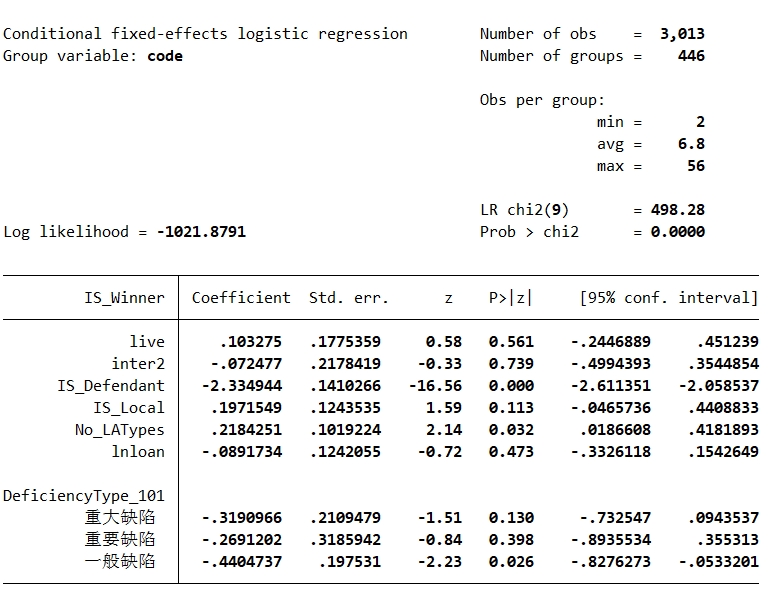 Conditional fixed-effects logistic regression Number of obs = 3,013
Group variable: code Number of groups = 446
Obs per group:
min = 2
avg = 6.8
max = 56
LR chi2(9) = 498.28
Log likelihood = -1021.8791 Prob > chi2 = 0.0000
IS_Winner Coefficient Std. err. z P>|z| [95% conf. interval]
live .103275 .1775359 0.58 0.561 -.2446889 .451239
inter2 -.072477 .2178419 -0.33 0.739 -.4994393 .3544854
IS_Defendant -2.334944 .1410266 -16.56 0.000 -2.611351 -2.058537
IS_Local .1971549 .1243535 1.59 0.113 -.0465736 .4408833
No_LATypes .2184251 .1019224 2.14 0.032 .0186608 .4181893
lnloan -.0891734 .1242055 -0.72 0.473 -.3326118 .1542649
DeficiencyType_101
重大缺陷 -.3190966 .2109479 -1.51 0.130 -.732547 .0943537
重要缺陷 -.2691202 .3185942 -0.84 0.398 -.8935534 .355313
一般缺陷 -.4404737 .197531 -2.23 0.026 -.8276273 -.0533201